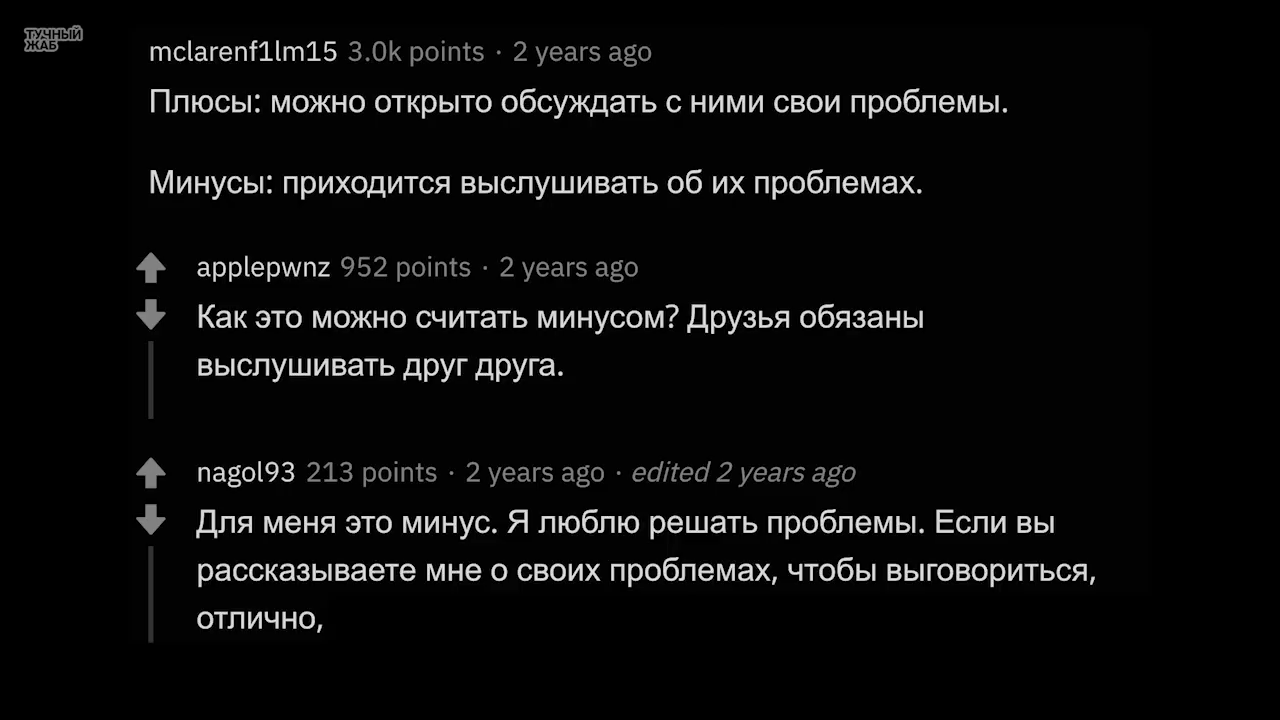 ТУЧНЫЙ
ЖАБ
mclarenf1lm15 3.0k points · 2 years ago
Плюсы: можно открыто обсуждать с ними свои проблемы.
Минусы: приходится выслушивать об их проблемах.
applepwnz 952 points · 2 years ago
Как это можно считать минусом? Друзья обязаны
выслушивать друг друга.
nagol93 213 points · 2 years ago · edited 2 years ago
Для меня это минус. Я люблю решать проблемы. Если вы
рассказываете мне о своих проблемах, чтобы выговориться,
отлично,